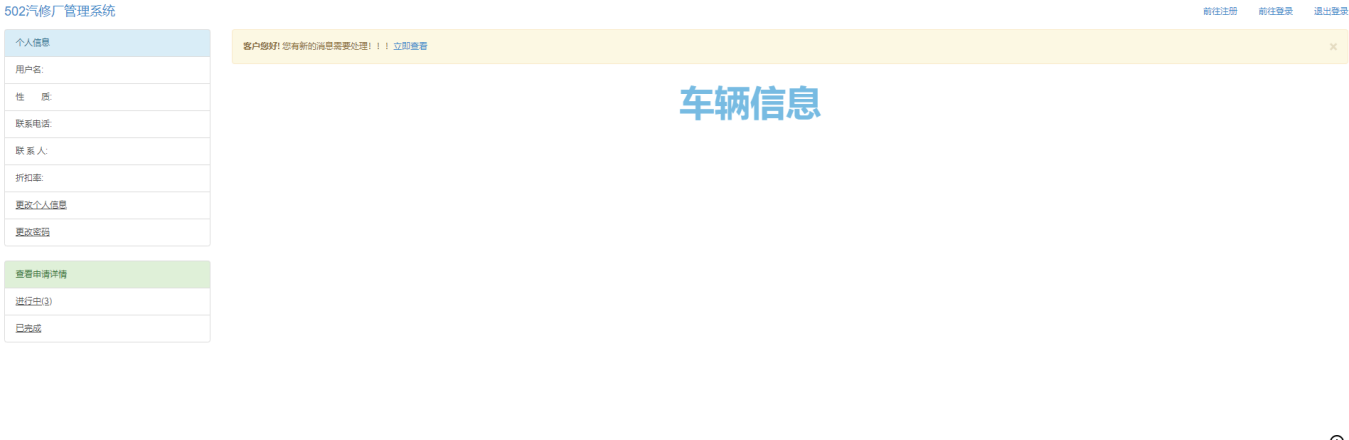 502汽修厂管理系统
前往注册 前往登录 退出登录
个人信息
客户您好! 您有新的消息需要处理！！！ 立即查看 ×
用户名:
车辆信息
性 质:
联系电话:
联 系 人:
折扣率:
更改个人信息
更改密码
查看申请详情
进行中(3)
已完成